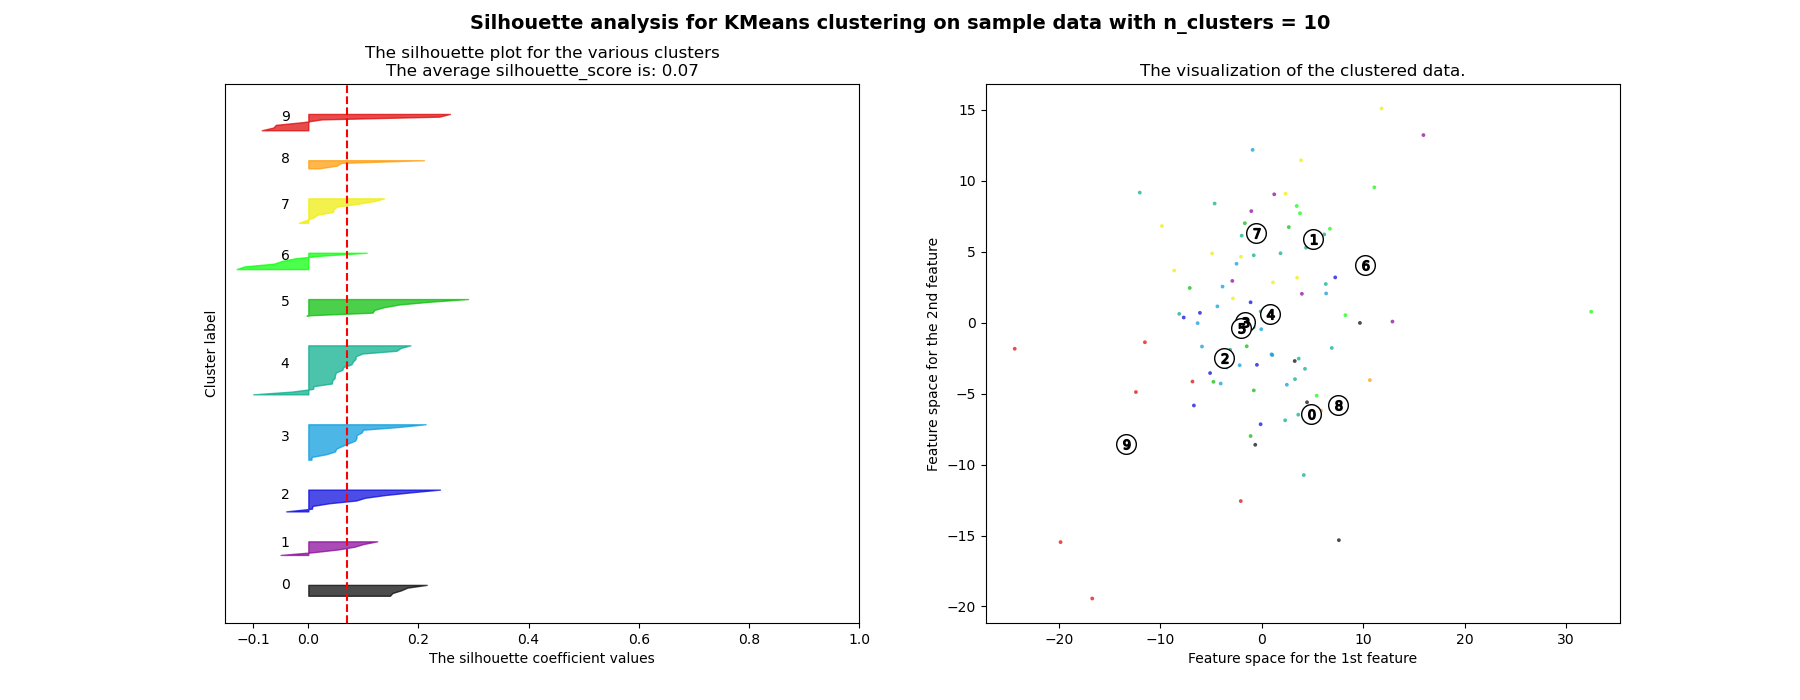 Silhouette analysis for KMeans clustering on sample data with n_clusters = 10
The silhouette plot for the various clusters
The average silhouette_score is: 0.07
Cluster label
9
8
7
6
5
4
3
2
1
0
−0.1 0.0 0.2 0.4 0.6 0.8 1.0
The silhouette coefficient values
The visualization of the clustered data.
Feature space for the 2nd feature
15
10
5
0
−5
−10
−15
−20
7 1
6
4
3
5
2
8
0
9
−20 −10 0 10 20 30
Feature space for the 1st feature